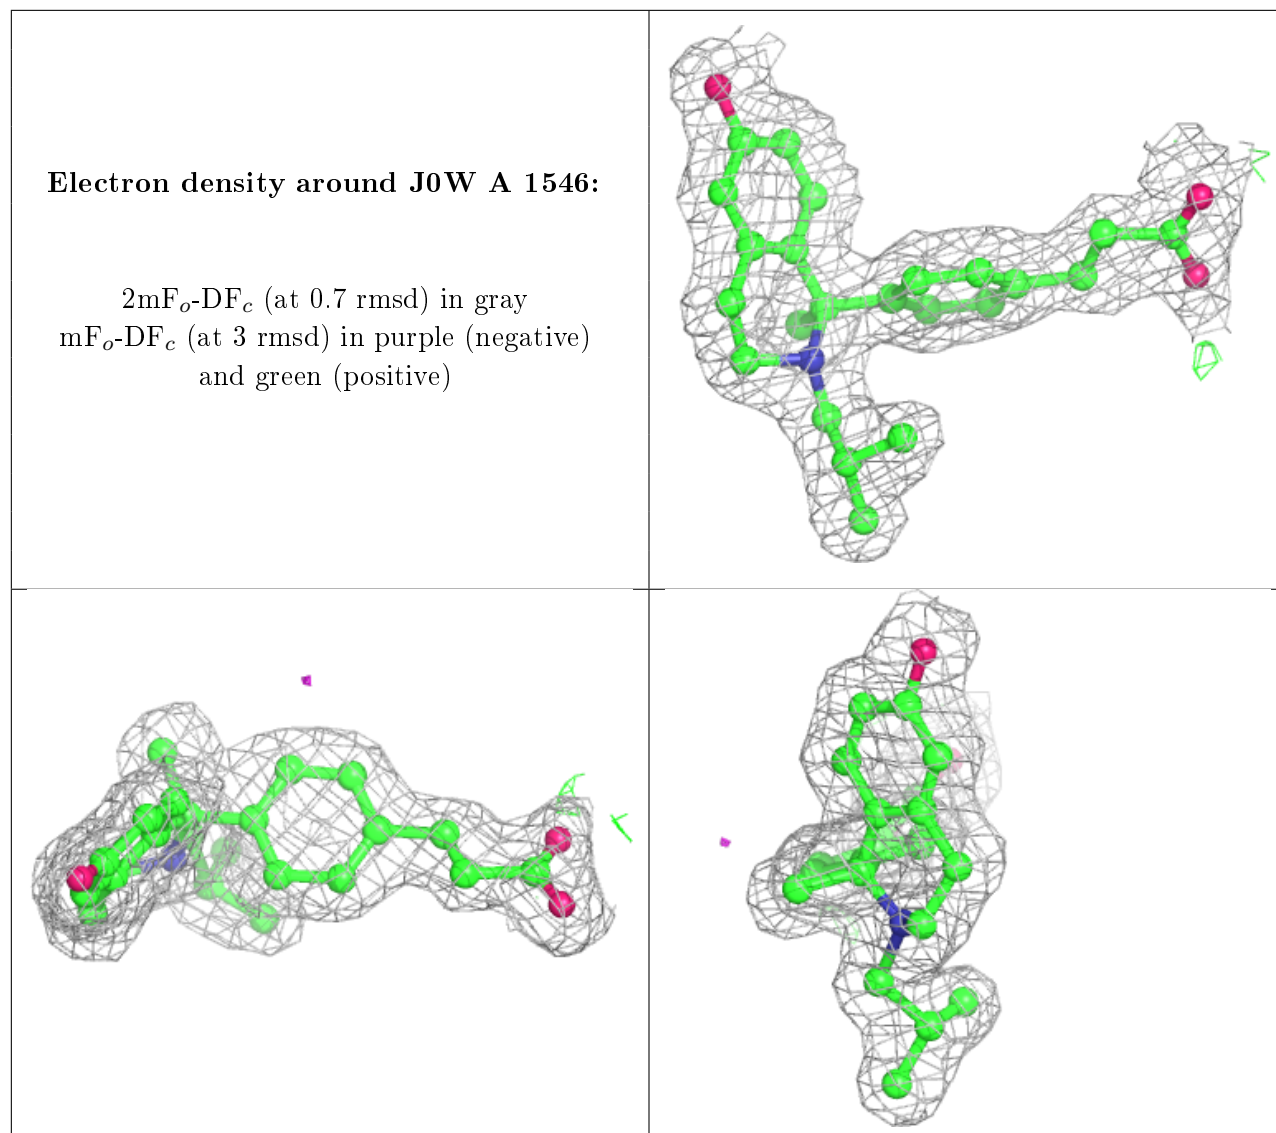 Electron density around J0W A 1546:
2mFo-DFc (at 0.7 rmsd) in gray
mFo-DFc (at 3 rmsd) in purple (negative)
and green (positive)